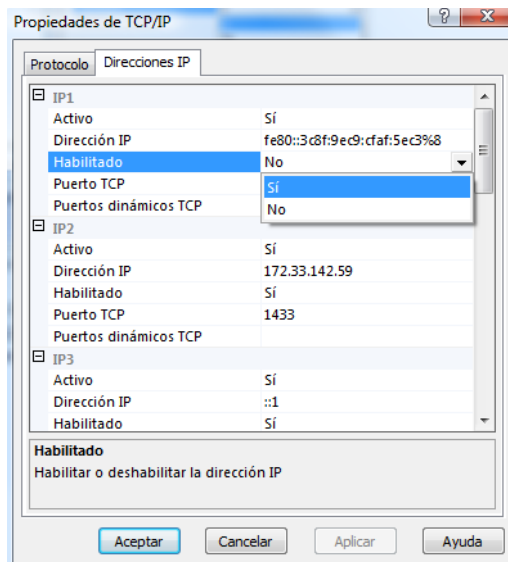 Propiedades de TCP/IP
Protocolo Direcciones IP
IP1
Activo Sí
Dirección IP fe80::3c8f:9ec9:cfaf:5ec3%8
Habilitado No
Puerto TCP Sí
Puertos dinámicos TCP No
IP2
Activo Sí
Dirección IP 172.33.142.59
Habilitado Sí
Puerto TCP 1433
Puertos dinámicos TCP
IP3
Activo Sí
Dirección IP ::1
Habilitado Sí
Habilitado
Habilitar o deshabilitar la dirección IP
Aceptar Cancelar Aplicar Ayuda